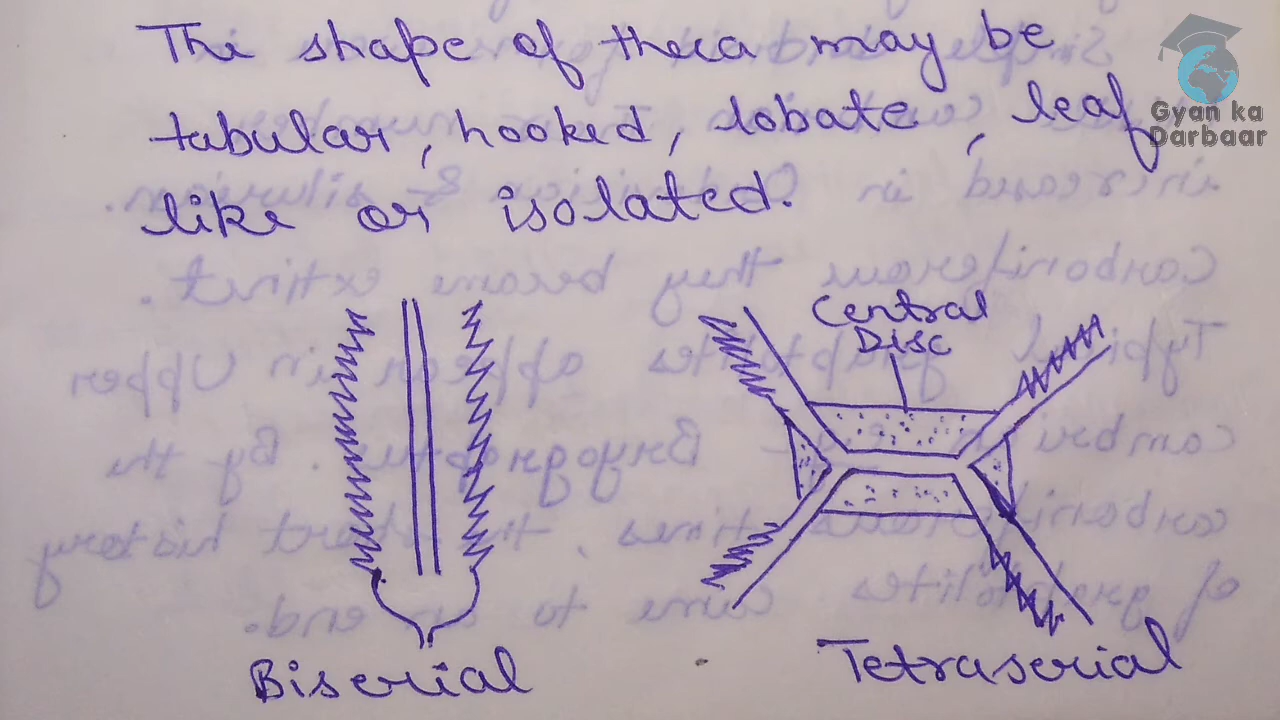 The shape of theca may be
tabular, hooked, lobate, leaf
like or isolated.
Gyan ka
Darbaar
Central
Disc
Biserial
Tetraserial